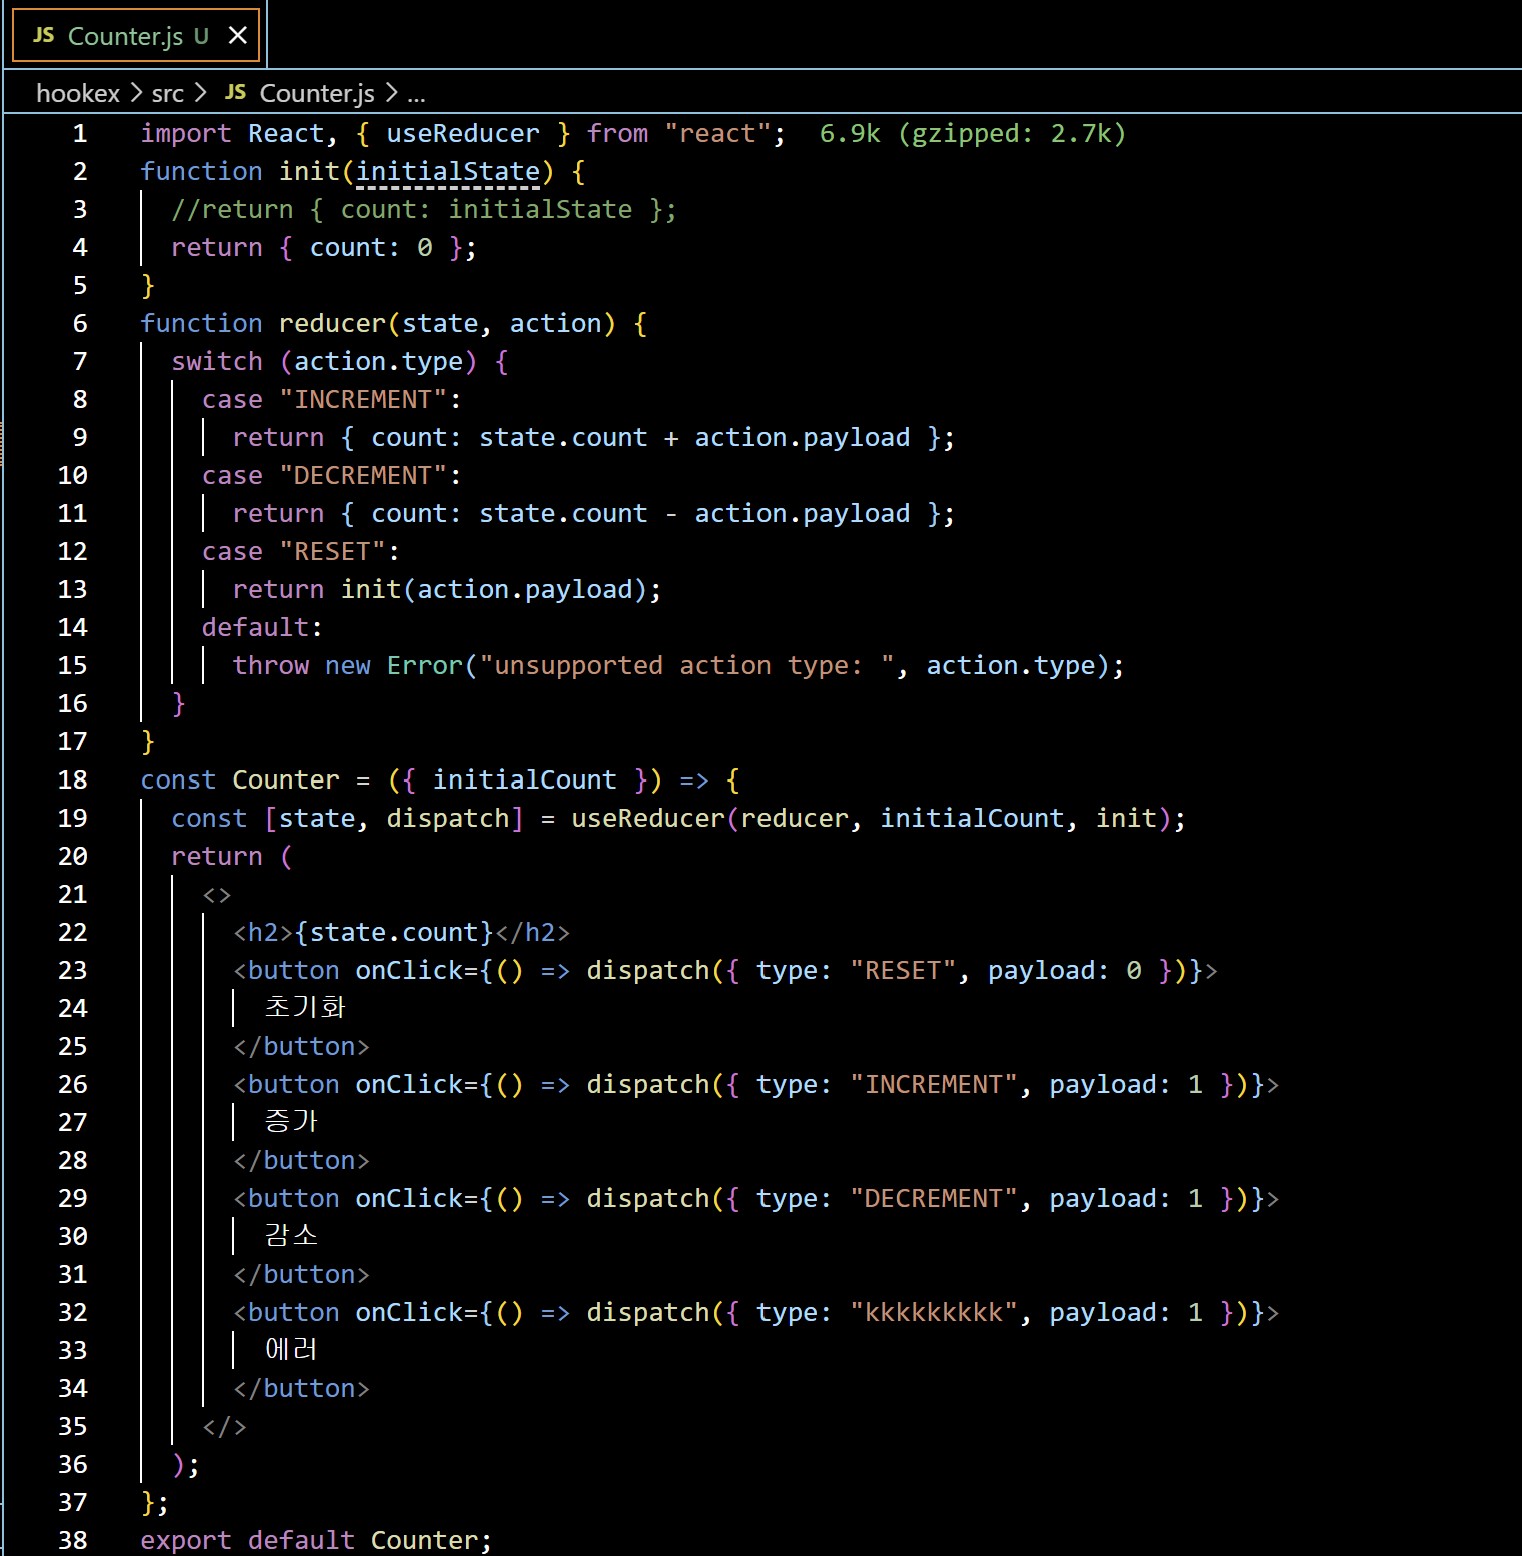 JS Counter.js U
hookex > src > JS Counter.js > ...
1 import React, { useReducer } from "react"; 6.9k (gzipped: 2.7k)
2 function init(initialState) {
3 //return { count: initialState };
4 return { count: 0 };
5 }
6 function reducer(state, action) {
7 switch (action.type) {
8 case "INCREMENT":
9 return { count: state.count + action.payload };
10 case "DECREMENT":
11 return { count: state.count - action.payload };
12 case "RESET":
13 return init(action.payload);
14 default:
15 throw new Error("unsupported action type: ", action.type);
16 }
17 }
18 const Counter = ({ initialCount }) => {
19 const [state, dispatch] = useReducer(reducer, initialCount, init);
20 return (
21 <>
22 <h2>{state.count}</h2>
23 <button onClick={() => dispatch({ type: "RESET", payload: 0 })}>
24 초기화
25 </button>
26 <button onClick={() => dispatch({ type: "INCREMENT", payload: 1 })}>
27 증가
28 </button>
29 <button onClick={() => dispatch({ type: "DECREMENT", payload: 1 })}>
30 감소
31 </button>
32 <button onClick={() => dispatch({ type: "kkkkkkkkk", payload: 1 })}>
33 에러
34 </button>
35 </>
36 );
37 };
38 export default Counter;